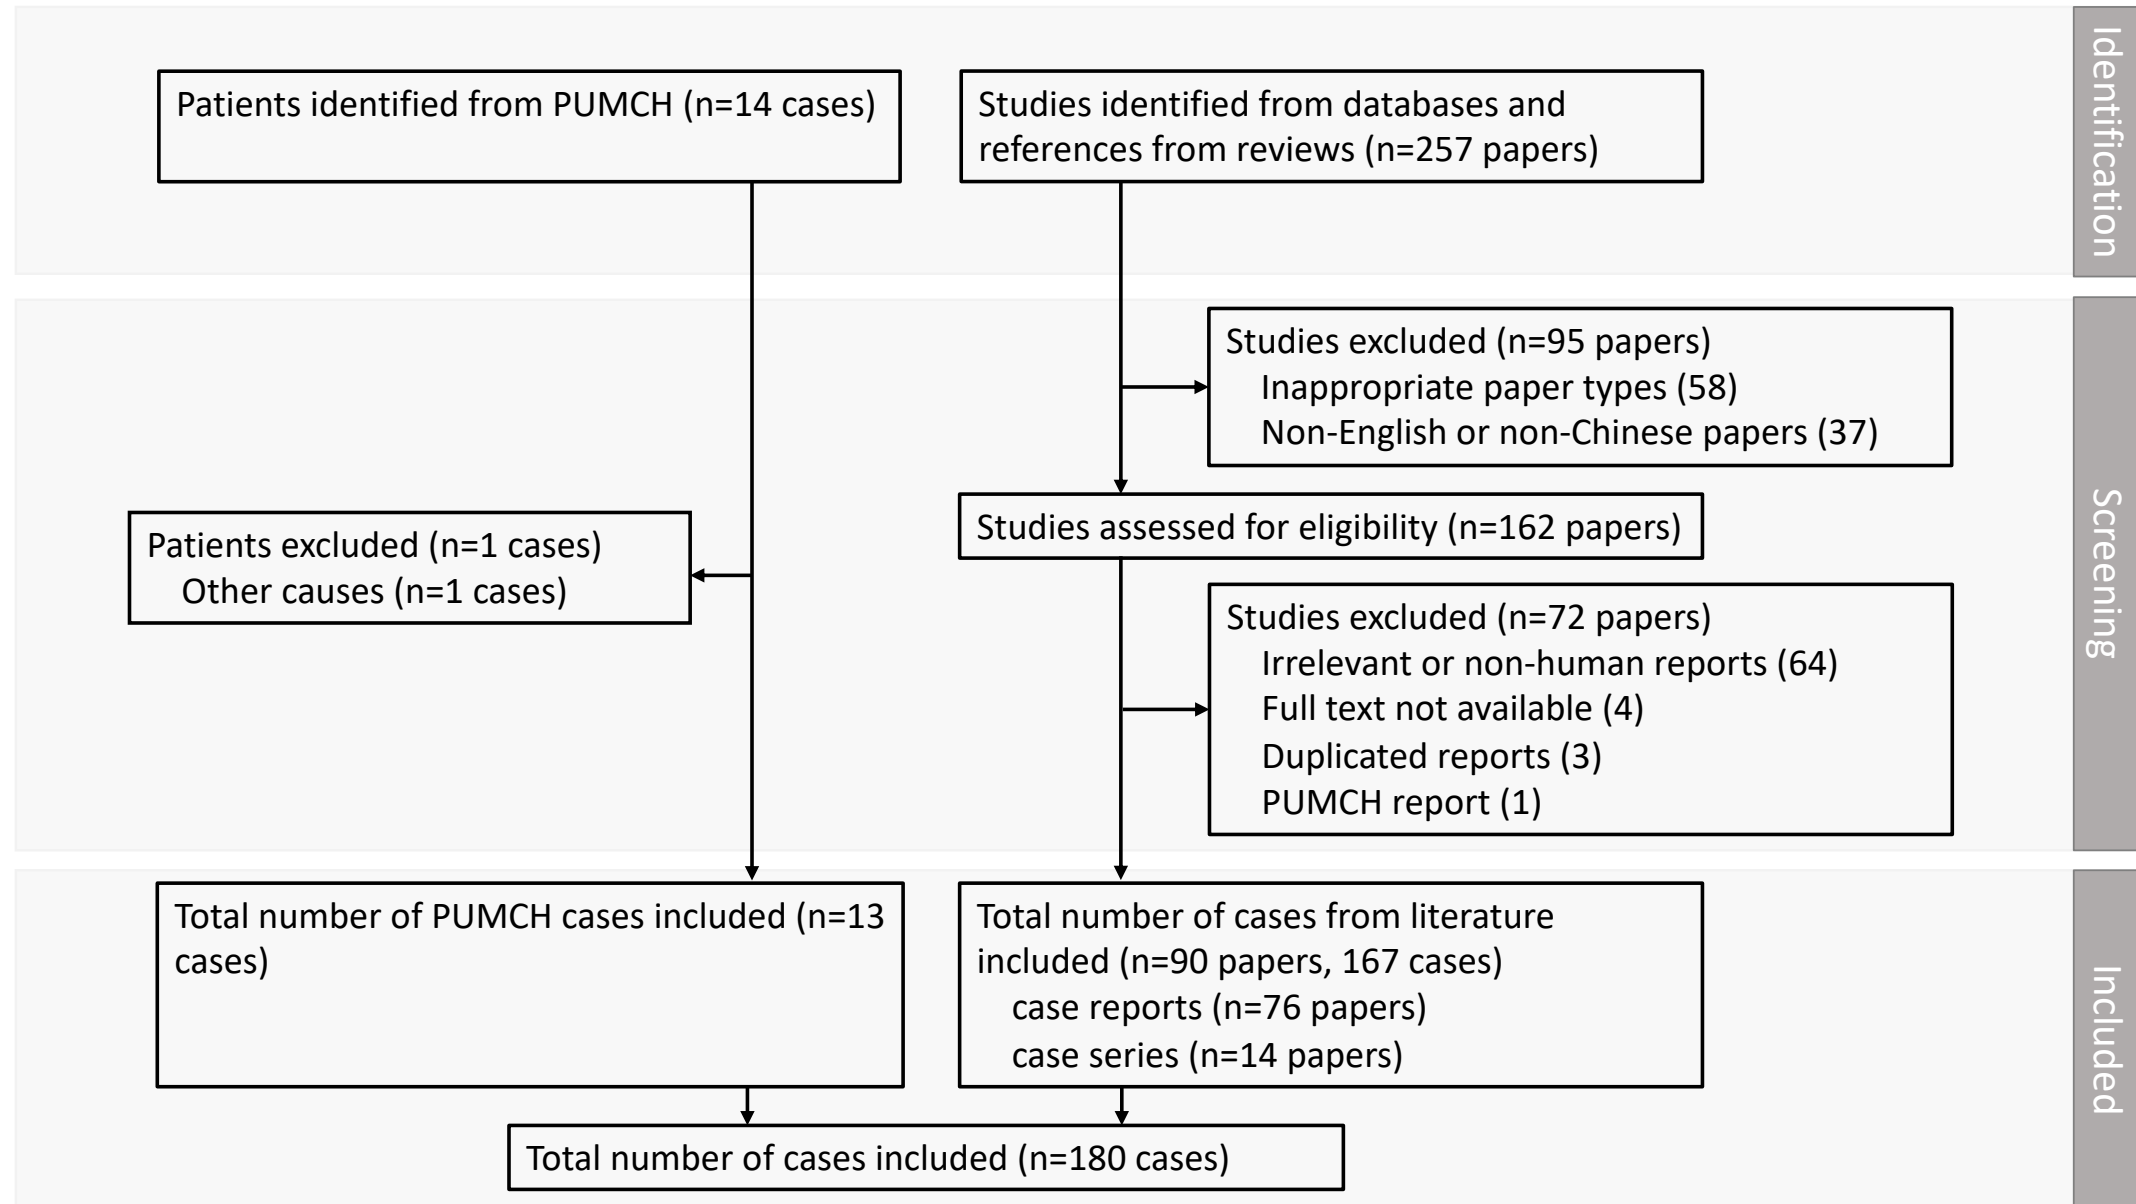 Identification
Patients identified from PUMCH (n=14 cases)
Studies identified from databases and
references from reviews (n=257 papers)
Screening
Studies excluded (n=95 papers)
Inappropriate paper types (58)
Non-English or non-Chinese papers (37)
Studies assessed for eligibility (n=162 papers)
Patients excluded (n=1 cases)
Other causes (n=1 cases)
Studies excluded (n=72 papers)
Irrelevant or non-human reports (64)
Full text not available (4)
Duplicated reports (3)
PUMCH report (1)
Included
Total number of PUMCH cases included (n=13
cases)
Total number of cases from literature
included (n=90 papers, 167 cases)
case reports (n=76 papers)
case series (n=14 papers)
Total number of cases included (n=180 cases)